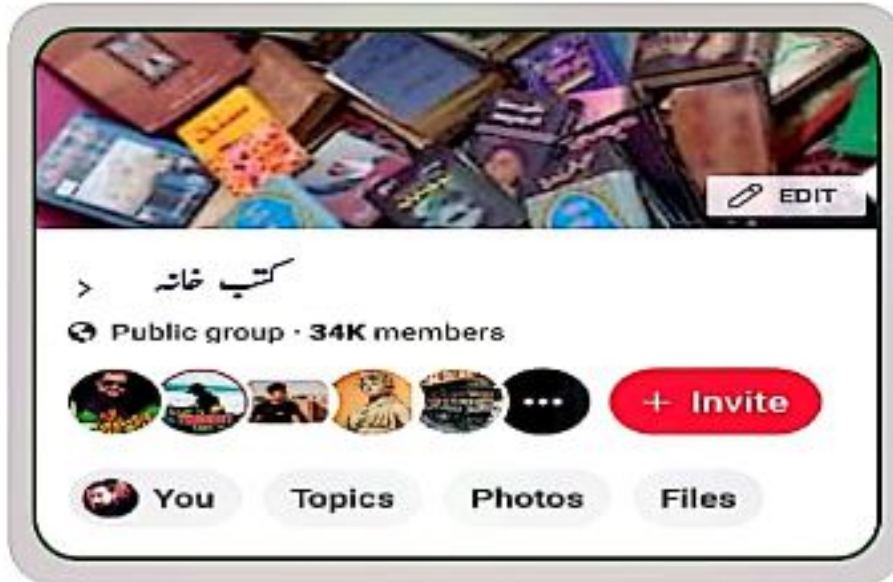 EDIT
کتب خانہ
Public group · 34K members
+ Invite
You Topics Photos Files